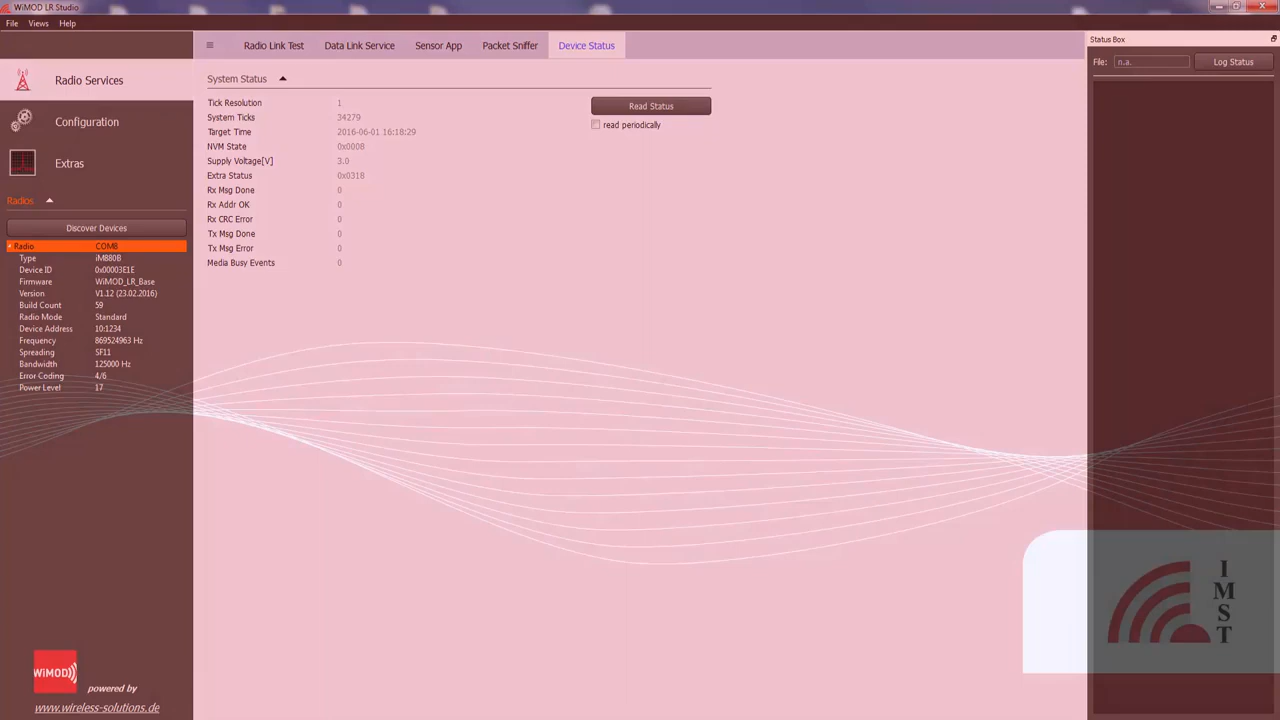 WiMOD LR Studio
File Views Help
Radio Link Test Data Link Service Sensor App Packet Sniffer Device Status
Status Box
File: n.a. Log Status
Radio Services
Configuration
Extras
Radios
Discover Devices
Radio COM8
Type iM880B
Device ID 0x00003E1E
Firmware WiMOD_LR_Base
Version V1.12 (23.02.2016)
Build Count 59
Radio Mode Standard
Device Address 10:1234
Frequency 869524963 Hz
Spreading SF11
Bandwidth 125000 Hz
Error Coding 4/6
Power Level 17
System Status
Tick Resolution 1
System Ticks 34279
Target Time 2016-06-01 16:18:29
NVM State 0x0008
Supply Voltage[V] 3.0
Extra Status 0x0318
Rx Msg Done 0
Rx Addr OK 0
Rx CRC Error 0
Tx Msg Done 0
Tx Msg Error 0
Media Busy Events 0
Read Status
read periodically
WiMOD
powered by
www.wireless-solutions.de
IMST